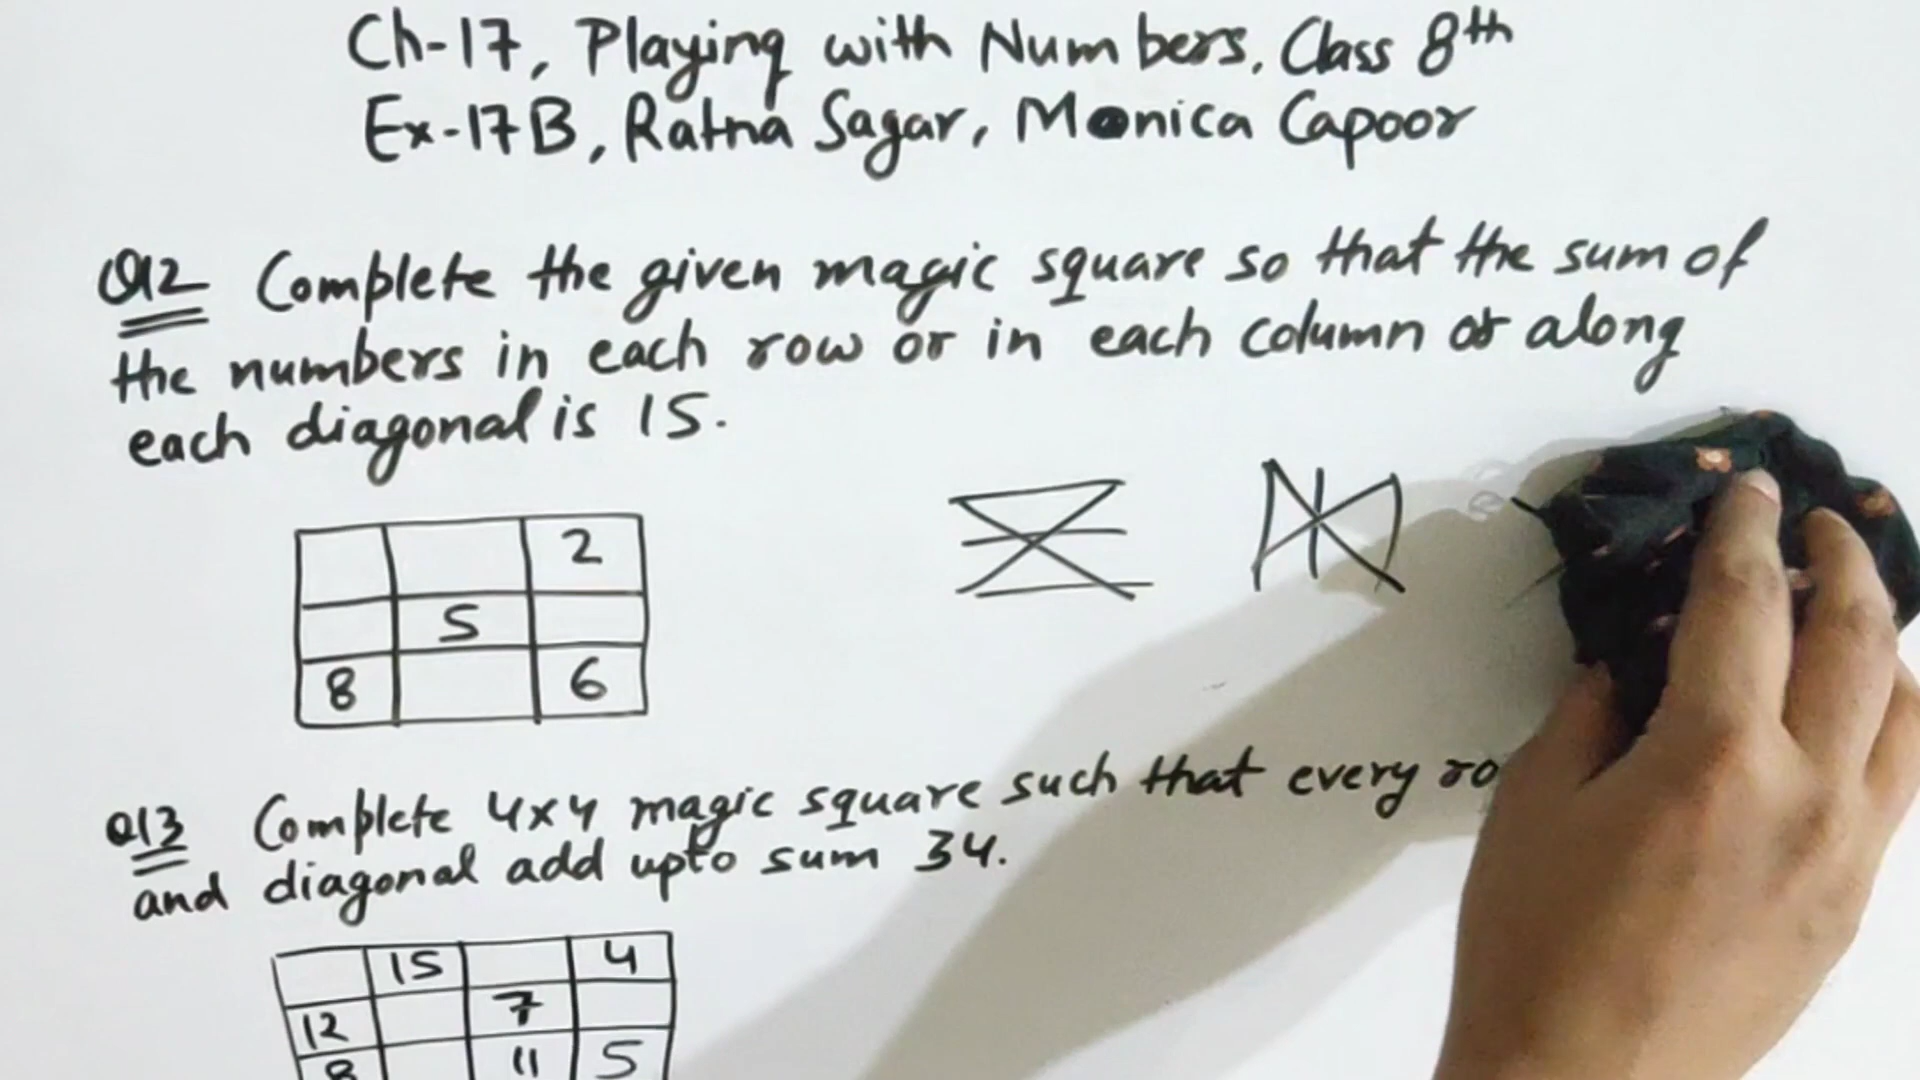 Ch-17, Playing with Numbers, Class 8th
Ex-17B, Ratna Sagar, Monica Capoor
Q12 Complete the given magic square so that the sum of
the numbers in each row or in each column or along
each diagonal is 15.
2
5
8 6
Q13 Complete 4x4 magic square such that every ro
and diagonal add upto sum 34.
15 4
12 7
8 11 5